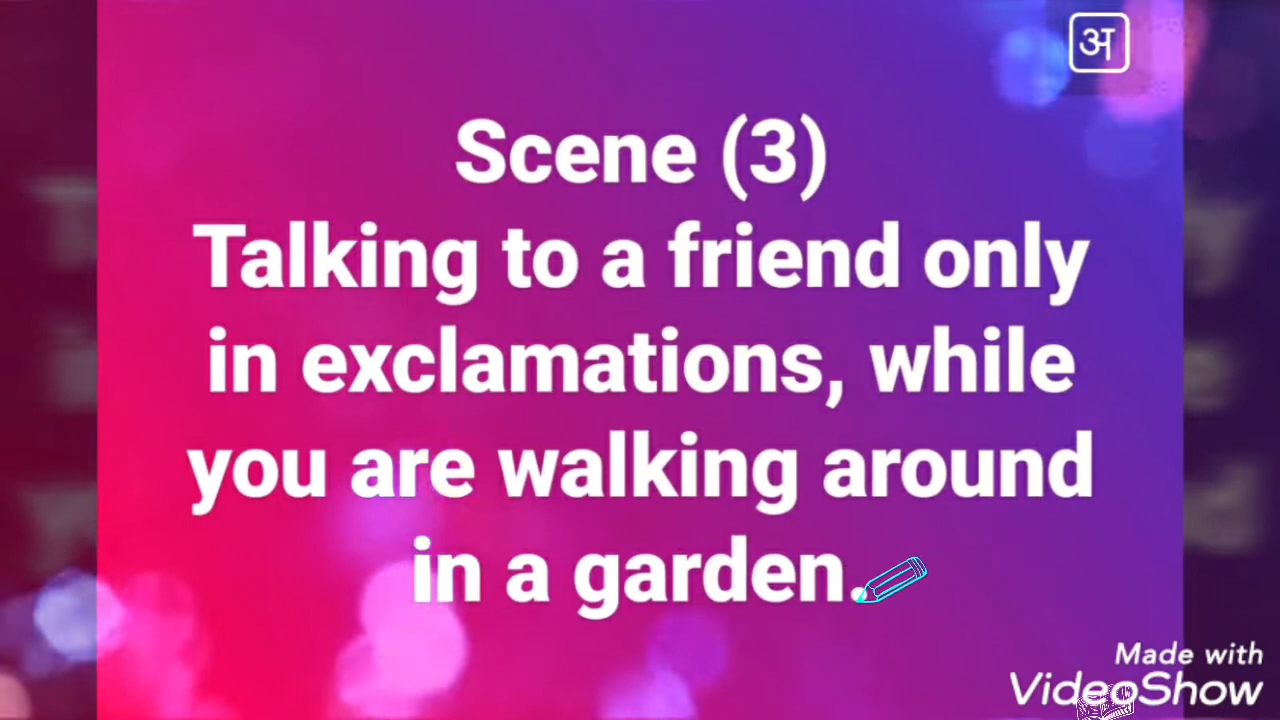 अ
Scene (3)
Talking to a friend only
in exclamations, while
you are walking around
in a garden.
Made with
VideoShow